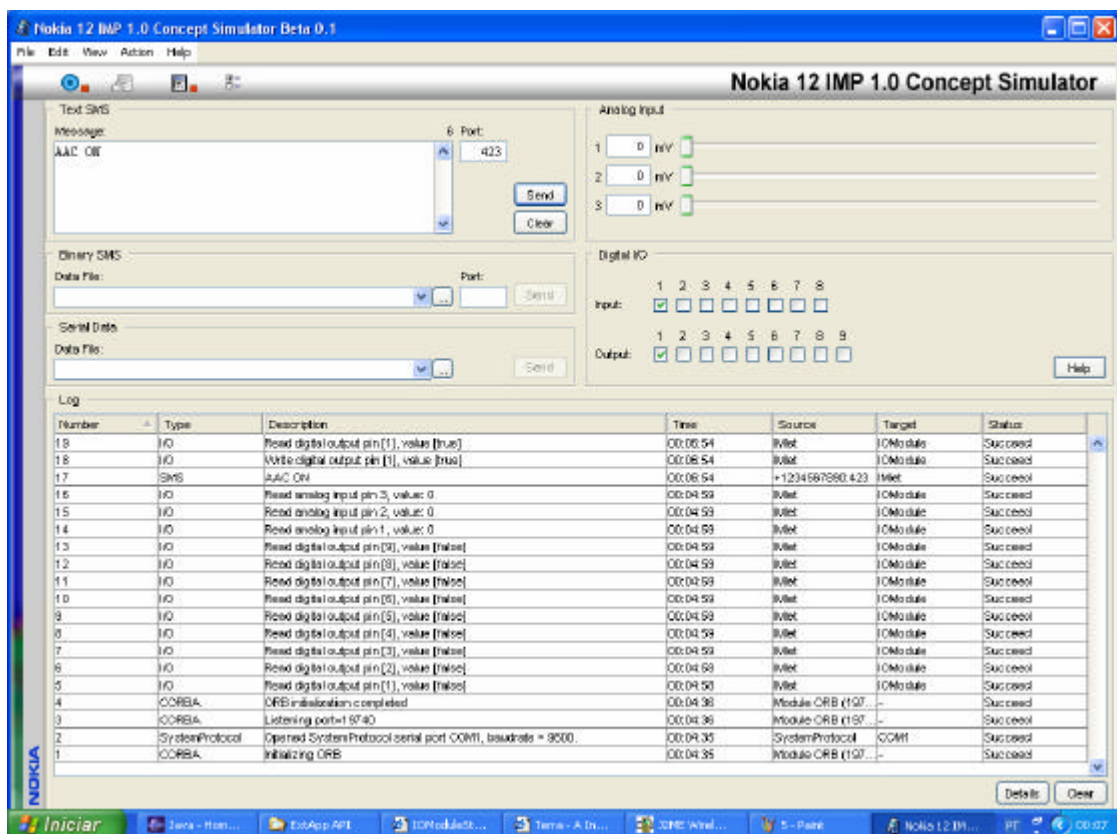 Nokia 12 IMP 1.0 Concept Simulator Beta 0.1
File Edit View Action Help
Nokia 12 IMP 1.0 Concept Simulator
Text SMS
Message: 6 Port:
AAC ON 423
Send
Clear
Analog Input
1 0 mV
2 0 mV
3 0 mV
Binary SMS
Data File: Port:
... Send
Serial Data
Data File:
... Send
Digital I/O
1 2 3 4 5 6 7 8
Input:
1 2 3 4 5 6 7 8 9
Output:
Help
Log
Number Type Description Time Source Target Status
19 I/O Read digital output pin [1], value [true] 00:06:54 IMlet IOModule Succeed
18 I/O Write digital output pin [1], value [true] 00:06:54 IMlet IOModule Succeed
17 SMS AAC ON 00:06:54 +1234567890:423 IMlet Succeed
16 I/O Read analog input pin 3, value: 0 00:04:59 IMlet IOModule Succeed
15 I/O Read analog input pin 2, value: 0 00:04:59 IMlet IOModule Succeed
14 I/O Read analog input pin 1, value: 0 00:04:59 IMlet IOModule Succeed
13 I/O Read digital output pin [9], value [false] 00:04:59 IMlet IOModule Succeed
12 I/O Read digital output pin [8], value [false] 00:04:59 IMlet IOModule Succeed
11 I/O Read digital output pin [7], value [false] 00:04:59 IMlet IOModule Succeed
10 I/O Read digital output pin [6], value [false] 00:04:59 IMlet IOModule Succeed
9 I/O Read digital output pin [5], value [false] 00:04:59 IMlet IOModule Succeed
8 I/O Read digital output pin [4], value [false] 00:04:59 IMlet IOModule Succeed
7 I/O Read digital output pin [3], value [false] 00:04:59 IMlet IOModule Succeed
6 I/O Read digital output pin [2], value [false] 00:04:58 IMlet IOModule Succeed
5 I/O Read digital output pin [1], value [false] 00:04:58 IMlet IOModule Succeed
4 CORBA ORB initialization completed 00:04:36 Module ORB (197... - Succeed
3 CORBA Listening port=19740 00:04:36 Module ORB (197... - Succeed
2 SystemProtocol Opened SystemProtocol serial port COM1, baudrate = 9600. 00:04:35 SystemProtocol COM1 Succeed
1 CORBA Initializing ORB 00:04:35 Module ORB (197... - Succeed
NOKIA
Details Clear
Iniciar Java - Hom... ExtApp API IOModuleSt... Terra - A In... J2ME Wirel... 5 - Paint Nokia 12 IM... PT 00:07